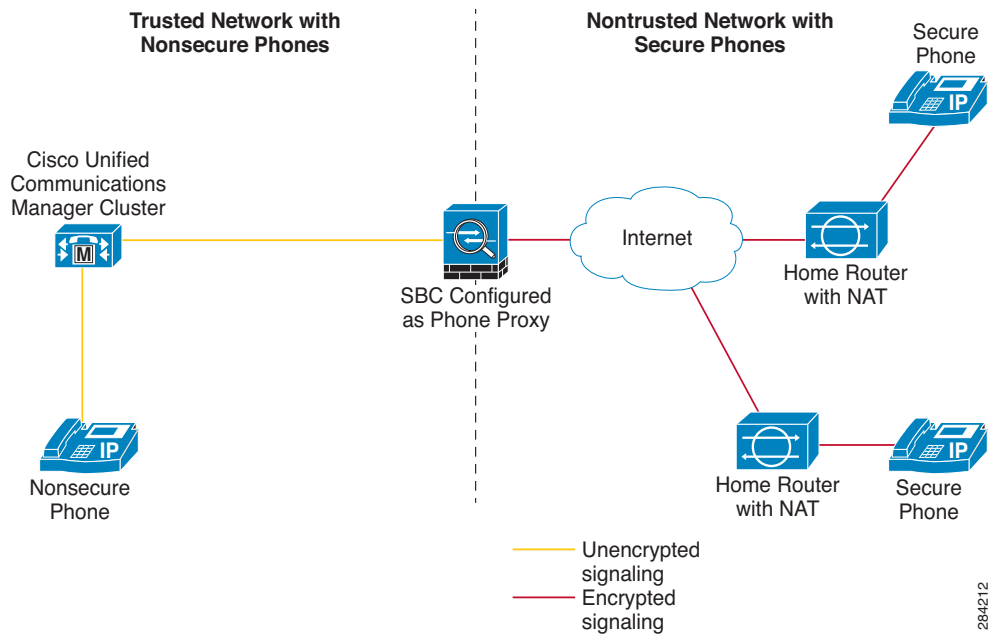 Trusted Network with
Nonsecure Phones
Nontrusted Network with
Secure Phones
Secure
Phone
IP
Cisco Unified
Communications
Manager Cluster
M
Internet
Home Router
with NAT
SBC Configured
as Phone Proxy
IP
Nonsecure
Phone
Home Router
with NAT
IP
Secure
Phone
Unencrypted
signaling
Encrypted
signaling
284212